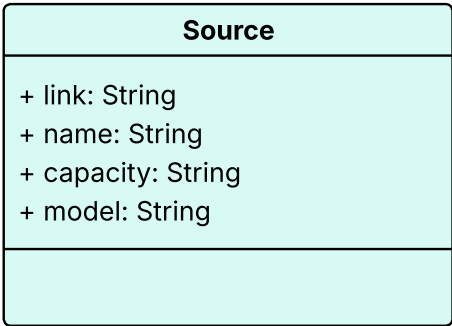 Source
+ link: String
+ name: String
+ capacity: String
+ model: String